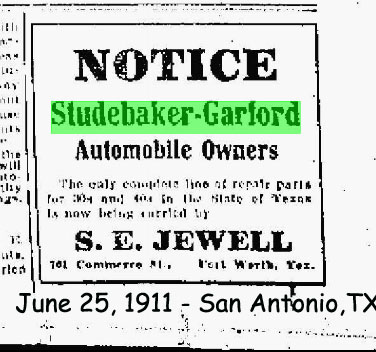 NOTICE
Studebaker-Garford
Automobile Owners
The only complete line of repair parts
for 30s and 40s in the State of Texas
is now being carried by
S. E. JEWELL
701 Commerce St., Fort Worth, Tex.
June 25, 1911 - San Antonio,TX